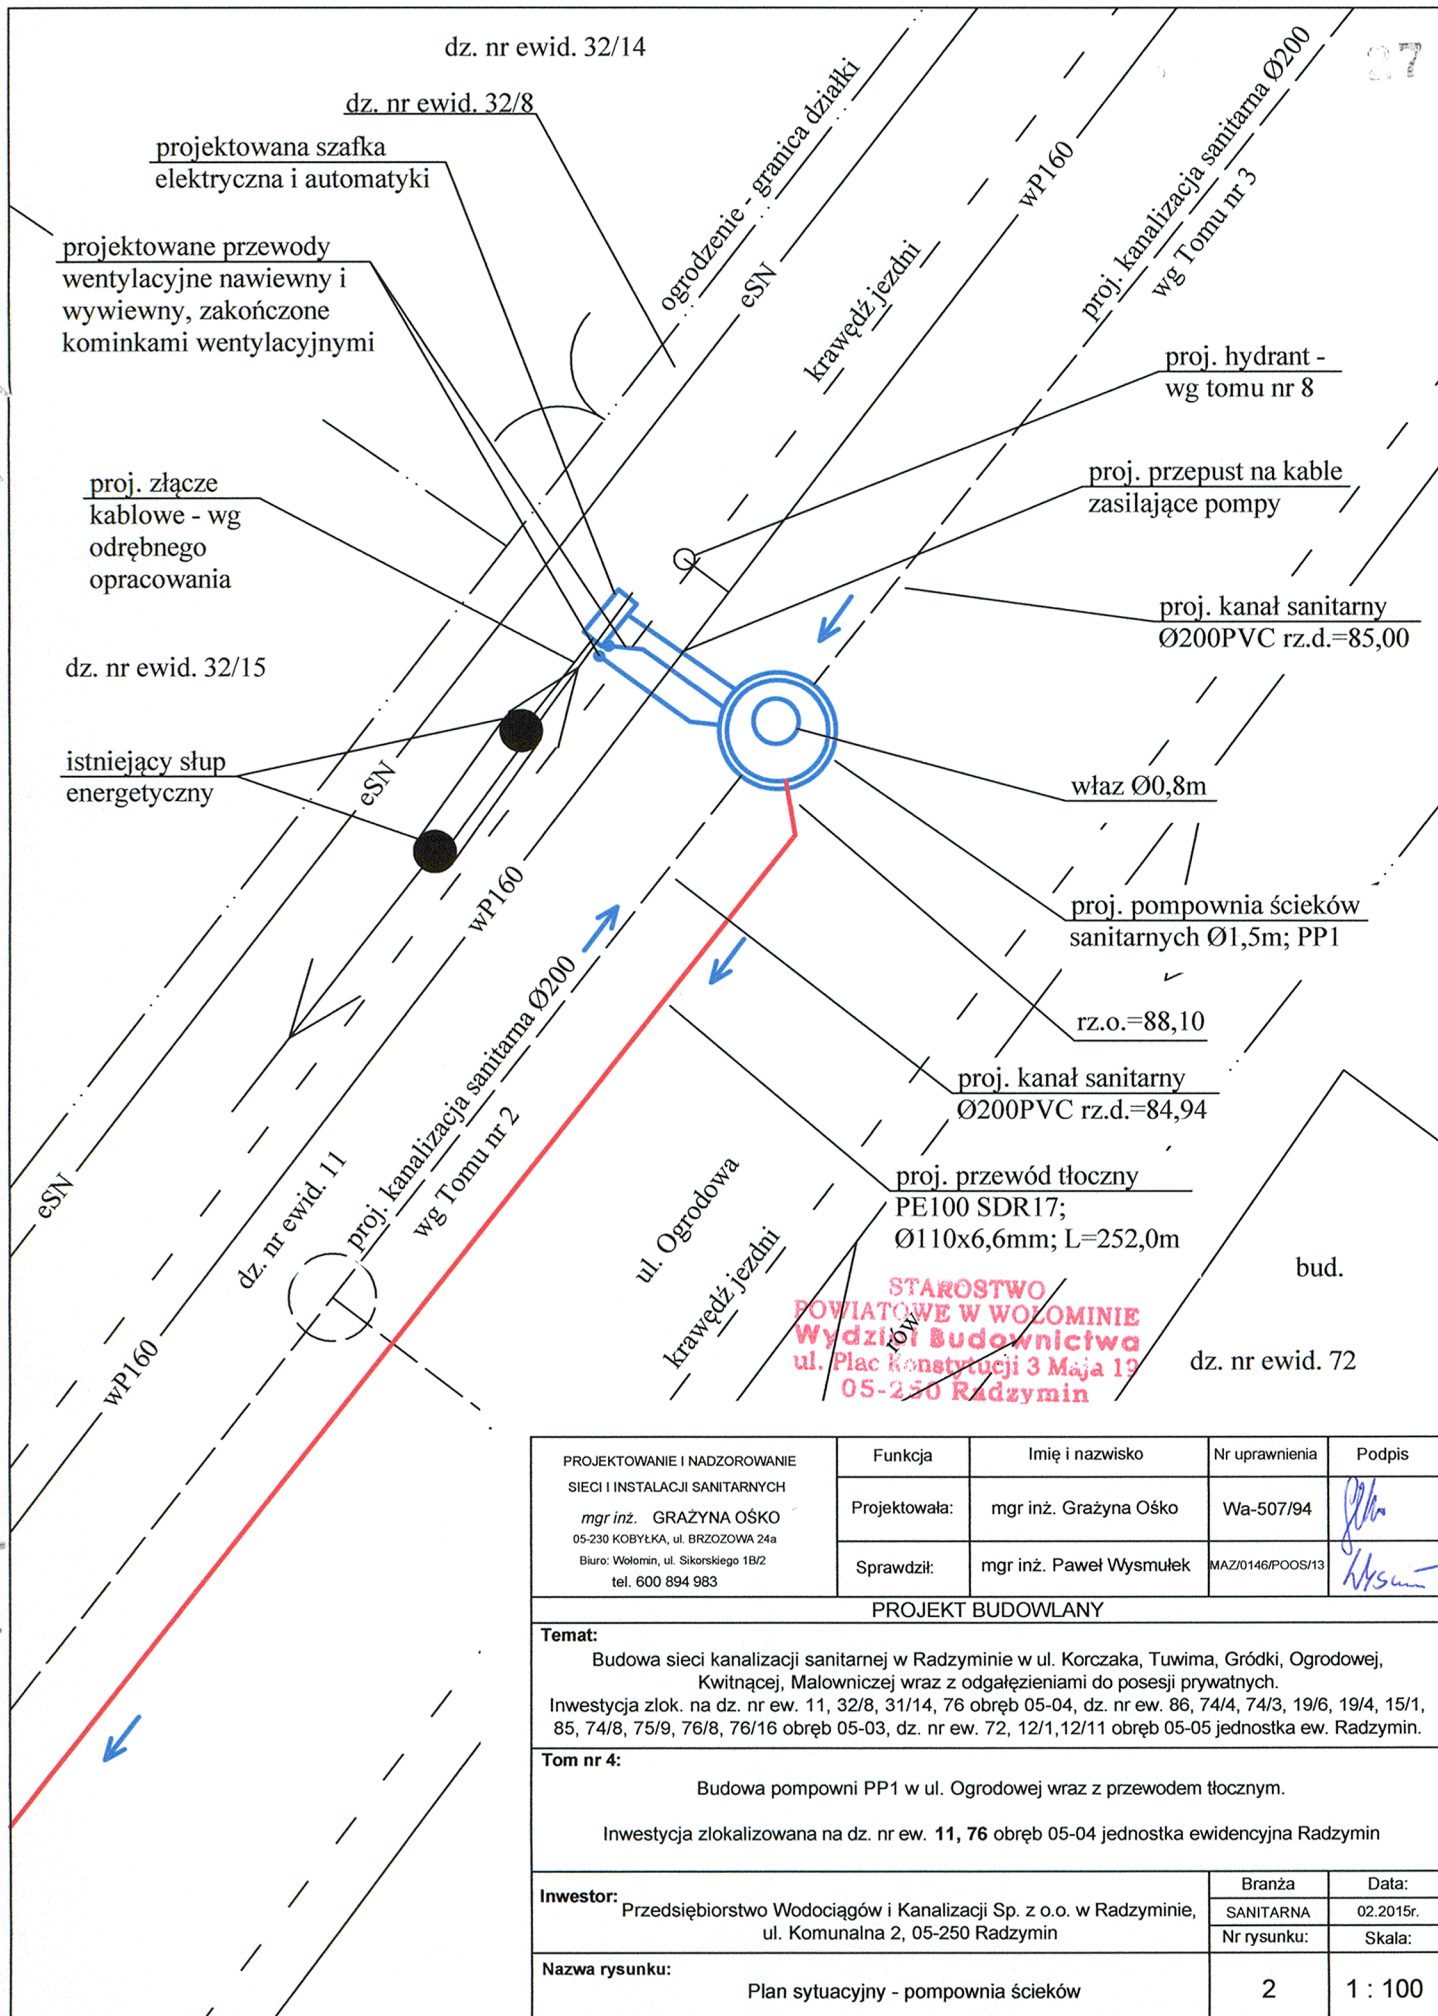 27
dz. nr ewid. 32/14
dz. nr ewid. 32/8
projektowana szafka
elektryczna i automatyki
projektowane przewody
wentylacyjne nawiewny i
wywiewny, zakończone
kominkami wentylacyjnymi
ogrodzenie - granica działki
eSN
krawędź jezdni
wP160
proj. kanalizacja sanitarna Ø200
wg Tomu nr 3
proj. hydrant -
wg tomu nr 8
proj. złącze
kablowe - wg
odrębnego
opracowania
proj. przepust na kable
zasilające pompy
proj. kanał sanitarny
Ø200PVC rz.d.=85,00
dz. nr ewid. 32/15
istniejący słup
energetyczny
eSN
właz Ø0,8m
wP160
proj. pompownia ścieków
sanitarnych Ø1,5m; PP1
rz.o.=88,10
proj. kanał sanitarny
Ø200PVC rz.d.=84,94
proj. kanalizacja sanitarna Ø200
wg Tomu nr 2
eSN
dz. nr ewid. 11
ul. Ogrodowa
proj. przewód tłoczny
PE100 SDR17;
Ø110x6,6mm; L=252,0m
krawędź jezdni
rów
bud.
wP160
dz. nr ewid. 72
STAROSTWO
POWIATOWE W WOŁOMINIE
Wydział Budownictwa
ul. Plac Konstytucji 3 Maja 19
05-250 Radzymin
PROJEKTOWANIE I NADZOROWANIE
SIECI I INSTALACJI SANITARNYCH
mgr inż. GRAŻYNA OŚKO
05-230 KOBYŁKA, ul. BRZOZOWA 24a
Biuro: Wołomin, ul. Sikorskiego 1B/2
tel. 600 894 983
Funkcja
Imię i nazwisko
Nr uprawnienia
Podpis
Projektowała:
mgr inż. Grażyna Ośko
Wa-507/94
Sprawdził:
mgr inż. Paweł Wysmułek
MAZ/0146/POOS/13
PROJEKT BUDOWLANY
Temat:
Budowa sieci kanalizacji sanitarnej w Radzyminie w ul. Korczaka, Tuwima, Gródki, Ogrodowej,
Kwitnącej, Malowniczej wraz z odgałęzieniami do posesji prywatnych.
Inwestycja zlok. na dz. nr ew. 11, 32/8, 31/14, 76 obręb 05-04, dz. nr ew. 86, 74/4, 74/3, 19/6, 19/4, 15/1,
85, 74/8, 75/9, 76/8, 76/16 obręb 05-03, dz. nr ew. 72, 12/1,12/11 obręb 05-05 jednostka ew. Radzymin.
Tom nr 4:
Budowa pompowni PP1 w ul. Ogrodowej wraz z przewodem tłocznym.
Inwestycja zlokalizowana na dz. nr ew. 11, 76 obręb 05-04 jednostka ewidencyjna Radzymin
Inwestor:
Przedsiębiorstwo Wodociągów i Kanalizacji Sp. z o.o. w Radzyminie,
ul. Komunalna 2, 05-250 Radzymin
Branża
SANITARNA
Data:
02.2015r.
Nr rysunku:
2
Skala:
1 : 100
Nazwa rysunku:
Plan sytuacyjny - pompownia ścieków